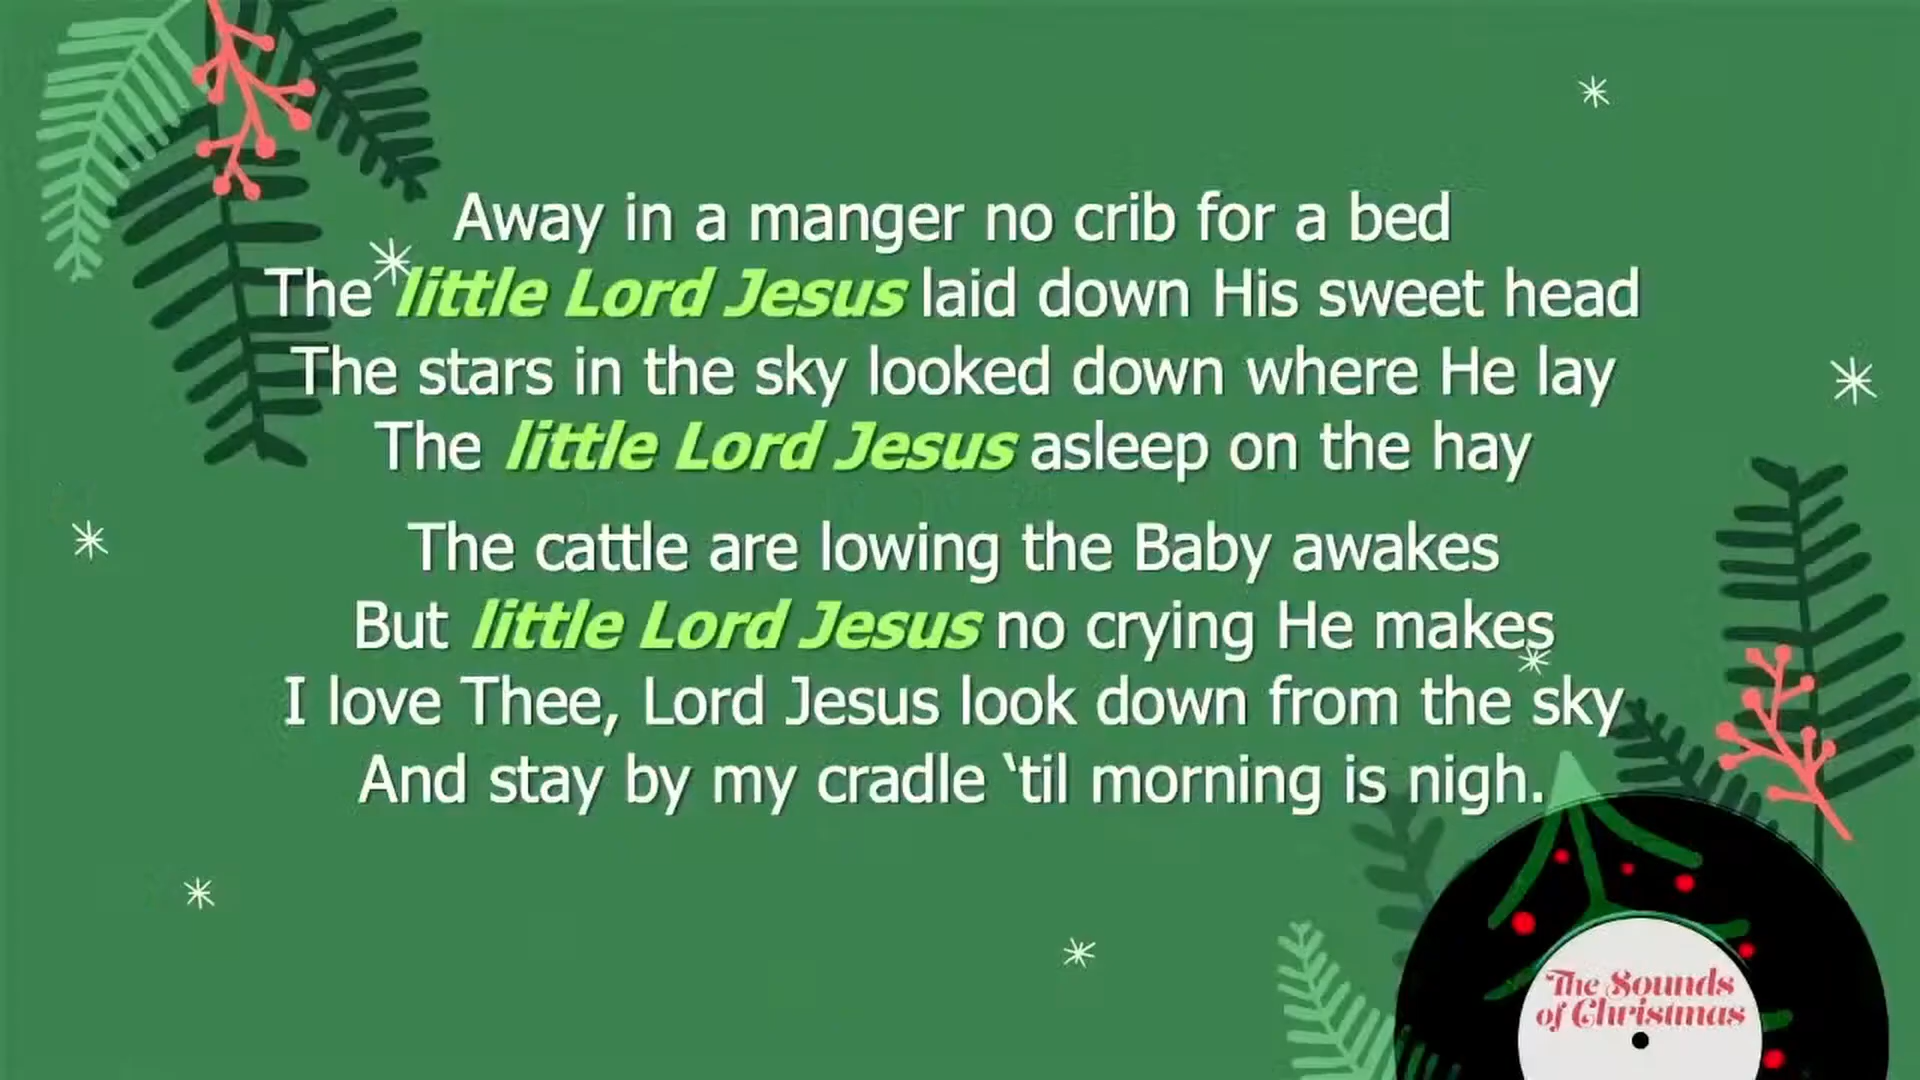 Away in a manger no crib for a bed
The little Lord Jesus laid down His sweet head
The stars in the sky looked down where He lay
The little Lord Jesus asleep on the hay
The cattle are lowing the Baby awakes
But little Lord Jesus no crying He makes
I love Thee, Lord Jesus look down from the sky
And stay by my cradle ‘til morning is nigh.
The Sounds
of Christmas